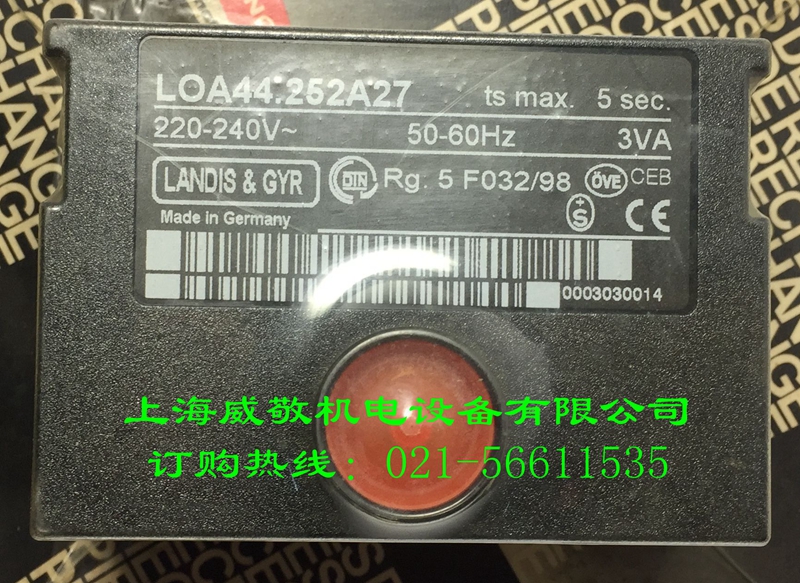 LOA44.252A27 ts max. 5 sec.
220-240V~ 50-60Hz 3VA
LANDIS & GYR DIN Rg. 5 F032/98 ÖVE CEB
Made in Germany +S CE
0003030014
上海威敬机电设备有限公司
订购热线：021-56611535